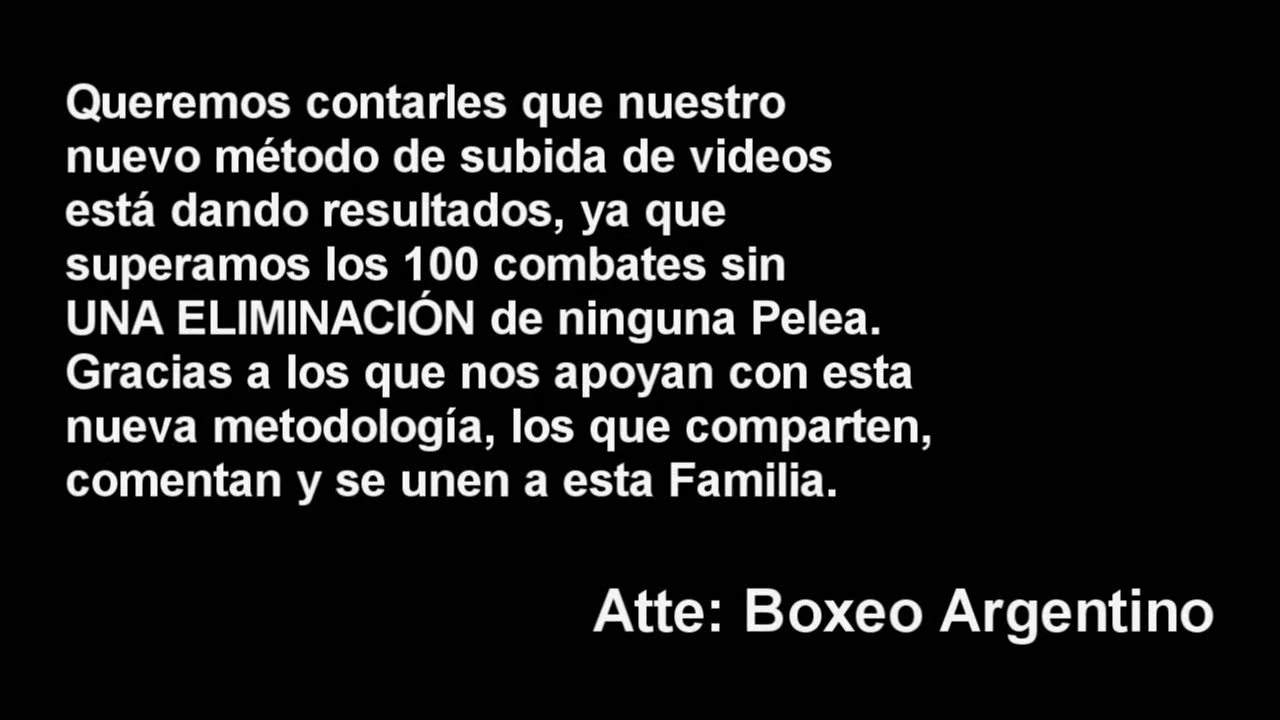 Queremos contarles que nuestro
nuevo método de subida de videos
está dando resultados, ya que
superamos los 100 combates sin
UNA ELIMINACIÓN de ninguna Pelea.
Gracias a los que nos apoyan con esta
nueva metodología, los que comparten,
comentan y se unen a esta Familia.
Atte: Boxeo Argentino